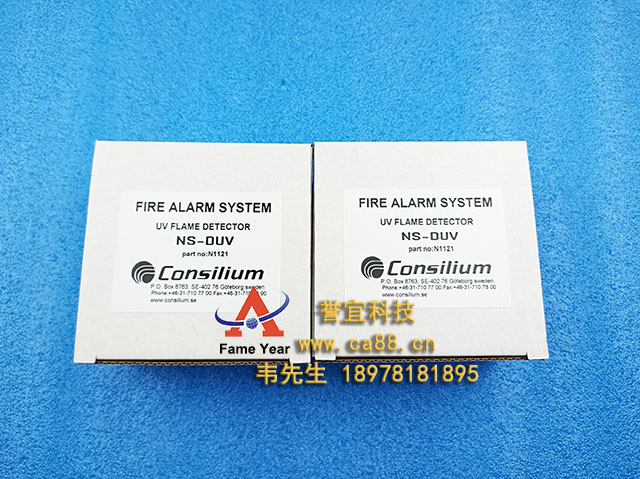 FIRE ALARM SYSTEM
UV FLAME DETECTOR
NS-DUV
part no:N1121
Consilium
P.O. Box 8763, SE-402 76 Göteborg sweden
Phone:+46-31-710 77 00 Fax:+46-31-710 78 00
www.consilium.se
FIRE ALARM SYSTEM
UV FLAME DETECTOR
NS-DUV
part no:N1121
Consilium
P.O. Box 8763, SE-402 76 Göteborg sweden
Phone:+46-31-710 77 00 Fax:+46-31-710 78 00
www.consilium.se
Fame Year
誉宜科技
www.ca88.cn
韦先生 18978181895